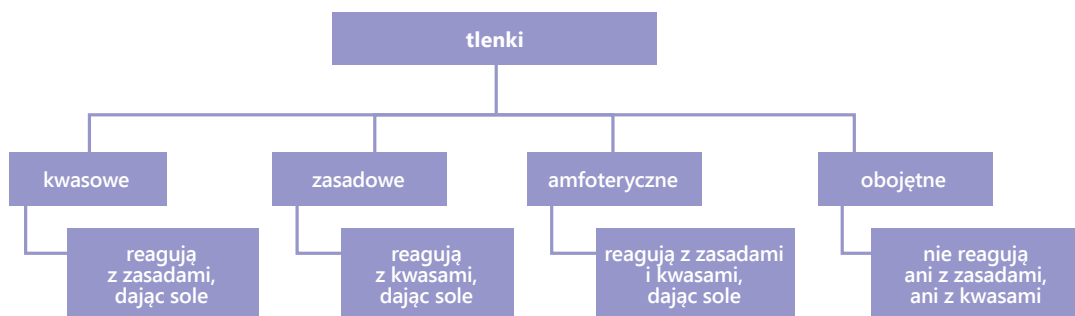 tlenki
kwasowe
zasadowe
amfoteryczne
obojętne
reagują
z zasadami,
dając sole
reagują
z kwasami,
dając sole
reagują z zasadami
i kwasami,
dając sole
nie reagują
ani z zasadami,
ani z kwasami